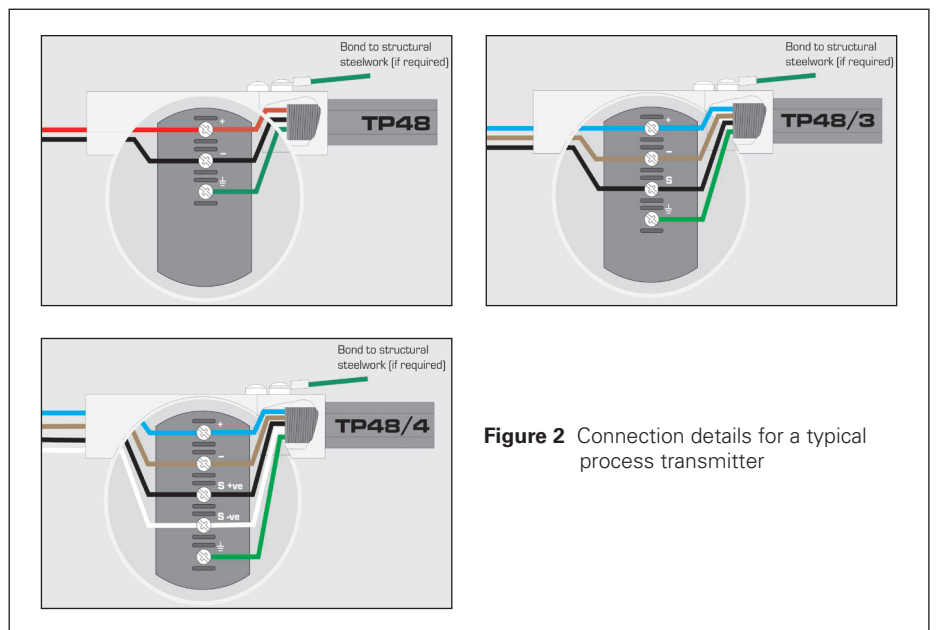 Bond to structural
steelwork (if required)
+
TP48
−
⏚
Bond to structural
steelwork (if required)
+
TP48/3
−
S
⏚
Bond to structural
steelwork (if required)
+
TP48/4
−
S +ve
S -ve
⏚
Figure 2 Connection details for a typical
process transmitter